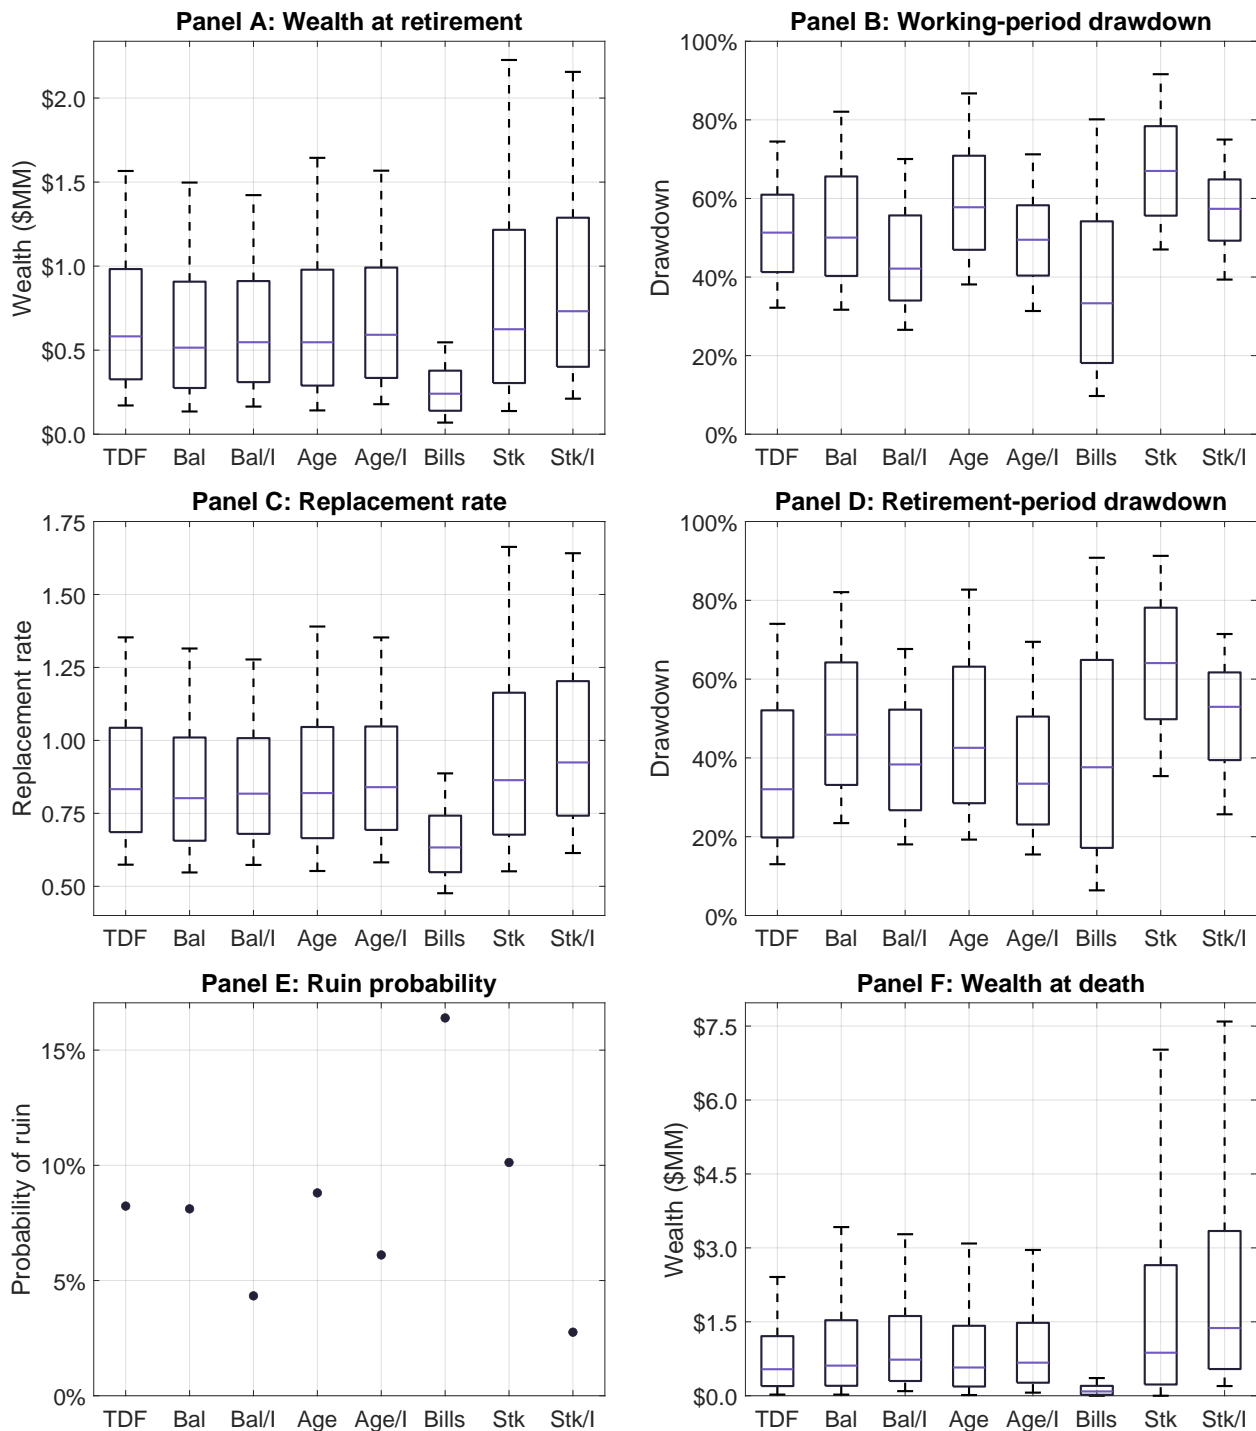 Panel A: Wealth at retirement
Wealth ($MM)
$2.0
$1.5
$1.0
$0.5
$0.0
TDF Bal Bal/I Age Age/I Bills Stk Stk/I
Panel B: Working-period drawdown
Drawdown
100%
80%
60%
40%
20%
0%
TDF Bal Bal/I Age Age/I Bills Stk Stk/I
Panel C: Replacement rate
Replacement rate
1.75
1.50
1.25
1.00
0.75
0.50
TDF Bal Bal/I Age Age/I Bills Stk Stk/I
Panel D: Retirement-period drawdown
Drawdown
100%
80%
60%
40%
20%
0%
TDF Bal Bal/I Age Age/I Bills Stk Stk/I
Panel E: Ruin probability
Probability of ruin
15%
10%
5%
0%
TDF Bal Bal/I Age Age/I Bills Stk Stk/I
Panel F: Wealth at death
Wealth ($MM)
$7.5
$6.0
$4.5
$3.0
$1.5
$0.0
TDF Bal Bal/I Age Age/I Bills Stk Stk/I